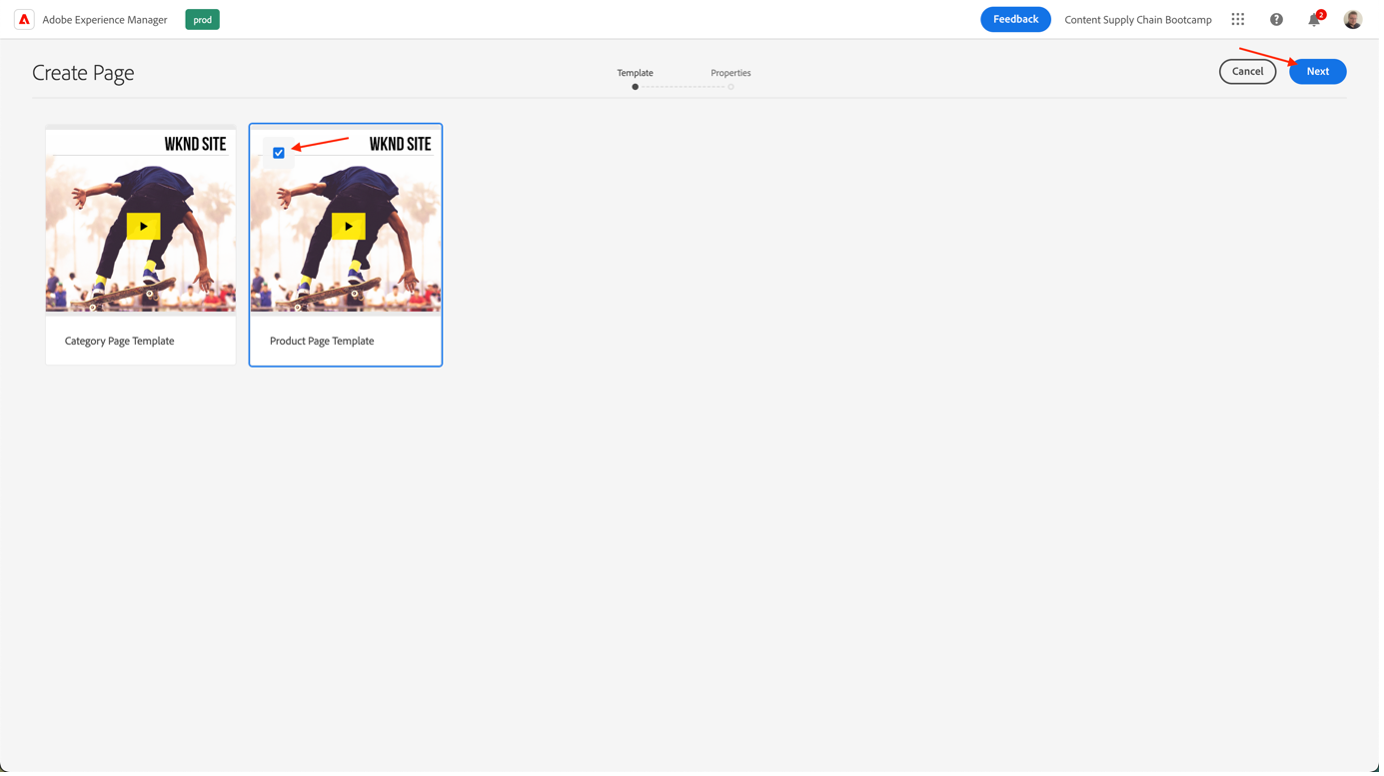 Adobe Experience Manager
prod
Feedback
Content Supply Chain Bootcamp
2
Create Page
Template
Properties
Cancel
Next
WKND SITE
WKND SITE
Category Page Template
Product Page Template